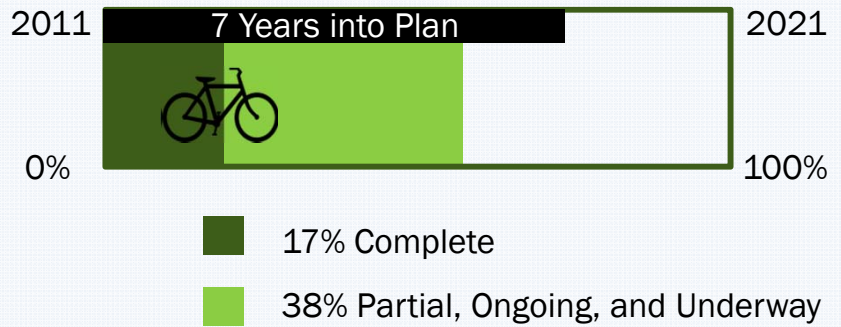 2011 7 Years into Plan 2021
0% 100%
17% Complete
38% Partial, Ongoing, and Underway